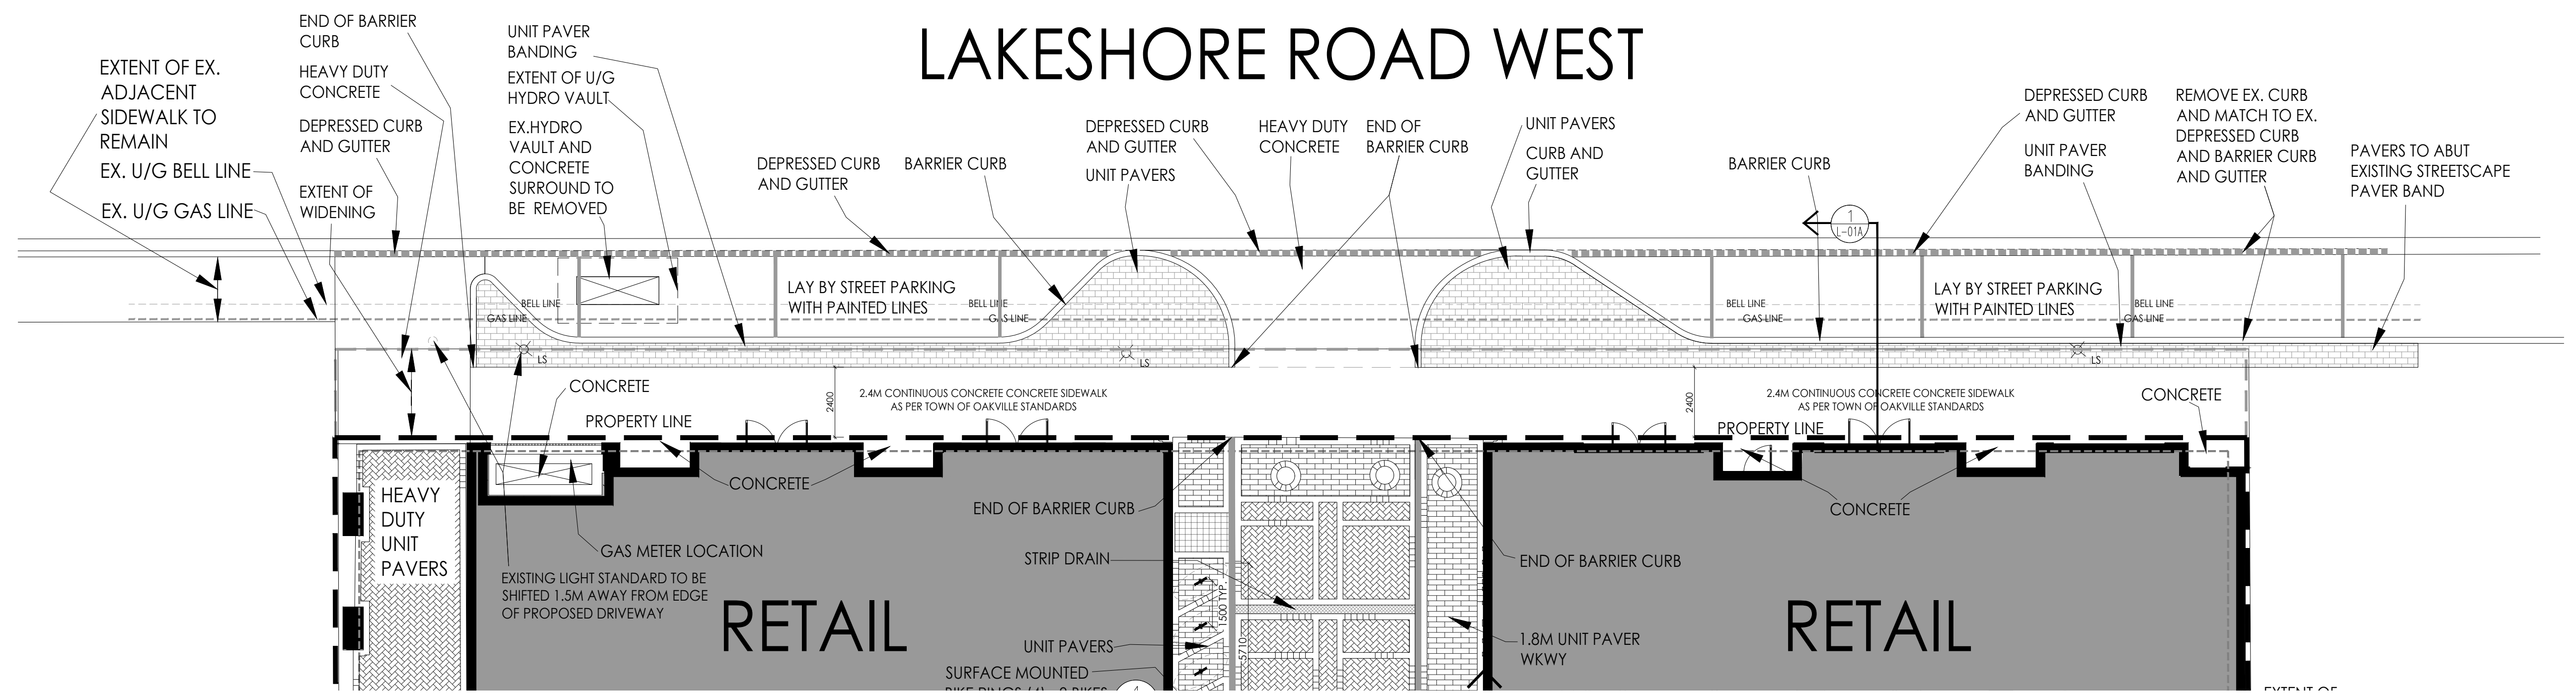 LAKESHORE ROAD WEST
EXTENT OF EX.
ADJACENT
SIDEWALK TO
REMAIN
EX. U/G BELL LINE
EX. U/G GAS LINE
END OF BARRIER
CURB
HEAVY DUTY
CONCRETE
DEPRESSED CURB
AND GUTTER
EXTENT OF
WIDENING
UNIT PAVER
BANDING
EXTENT OF U/G
HYDRO VAULT
EX.HYDRO
VAULT AND
CONCRETE
SURROUND TO
BE REMOVED
DEPRESSED CURB
AND GUTTER
BARRIER CURB
DEPRESSED CURB
AND GUTTER
UNIT PAVERS
HEAVY DUTY
CONCRETE
END OF
BARRIER CURB
UNIT PAVERS
CURB AND
GUTTER
BARRIER CURB
1
L-01A
DEPRESSED CURB
AND GUTTER
UNIT PAVER
BANDING
REMOVE EX. CURB
AND MATCH TO EX.
DEPRESSED CURB
AND BARRIER CURB
AND GUTTER
PAVERS TO ABUT
EXISTING STREETSCAPE
PAVER BAND
BELL LINE
GAS LINE
LAY BY STREET PARKING
WITH PAINTED LINES
BELL LINE
GAS LINE
BELL LINE
GAS LINE
LAY BY STREET PARKING
WITH PAINTED LINES
BELL LINE
GAS LINE
LS
LS
LS
CONCRETE
PROPERTY LINE
2400
2.4M CONTINUOUS CONCRETE CONCRETE SIDEWALK
AS PER TOWN OF OAKVILLE STANDARDS
2400
2.4M CONTINUOUS CONCRETE CONCRETE SIDEWALK
AS PER TOWN OF OAKVILLE STANDARDS
PROPERTY LINE
CONCRETE
HEAVY
DUTY
UNIT
PAVERS
CONCRETE
GAS METER LOCATION
EXISTING LIGHT STANDARD TO BE
SHIFTED 1.5M AWAY FROM EDGE
OF PROPOSED DRIVEWAY
RETAIL
END OF BARRIER CURB
STRIP DRAIN
UNIT PAVERS
SURFACE MOUNTED
BIKE RINGS (4) - 8 BIKES
1500 TYP.
5710
END OF BARRIER CURB
1.8M UNIT PAVER
WKWY
CONCRETE
RETAIL
EXTENT OF